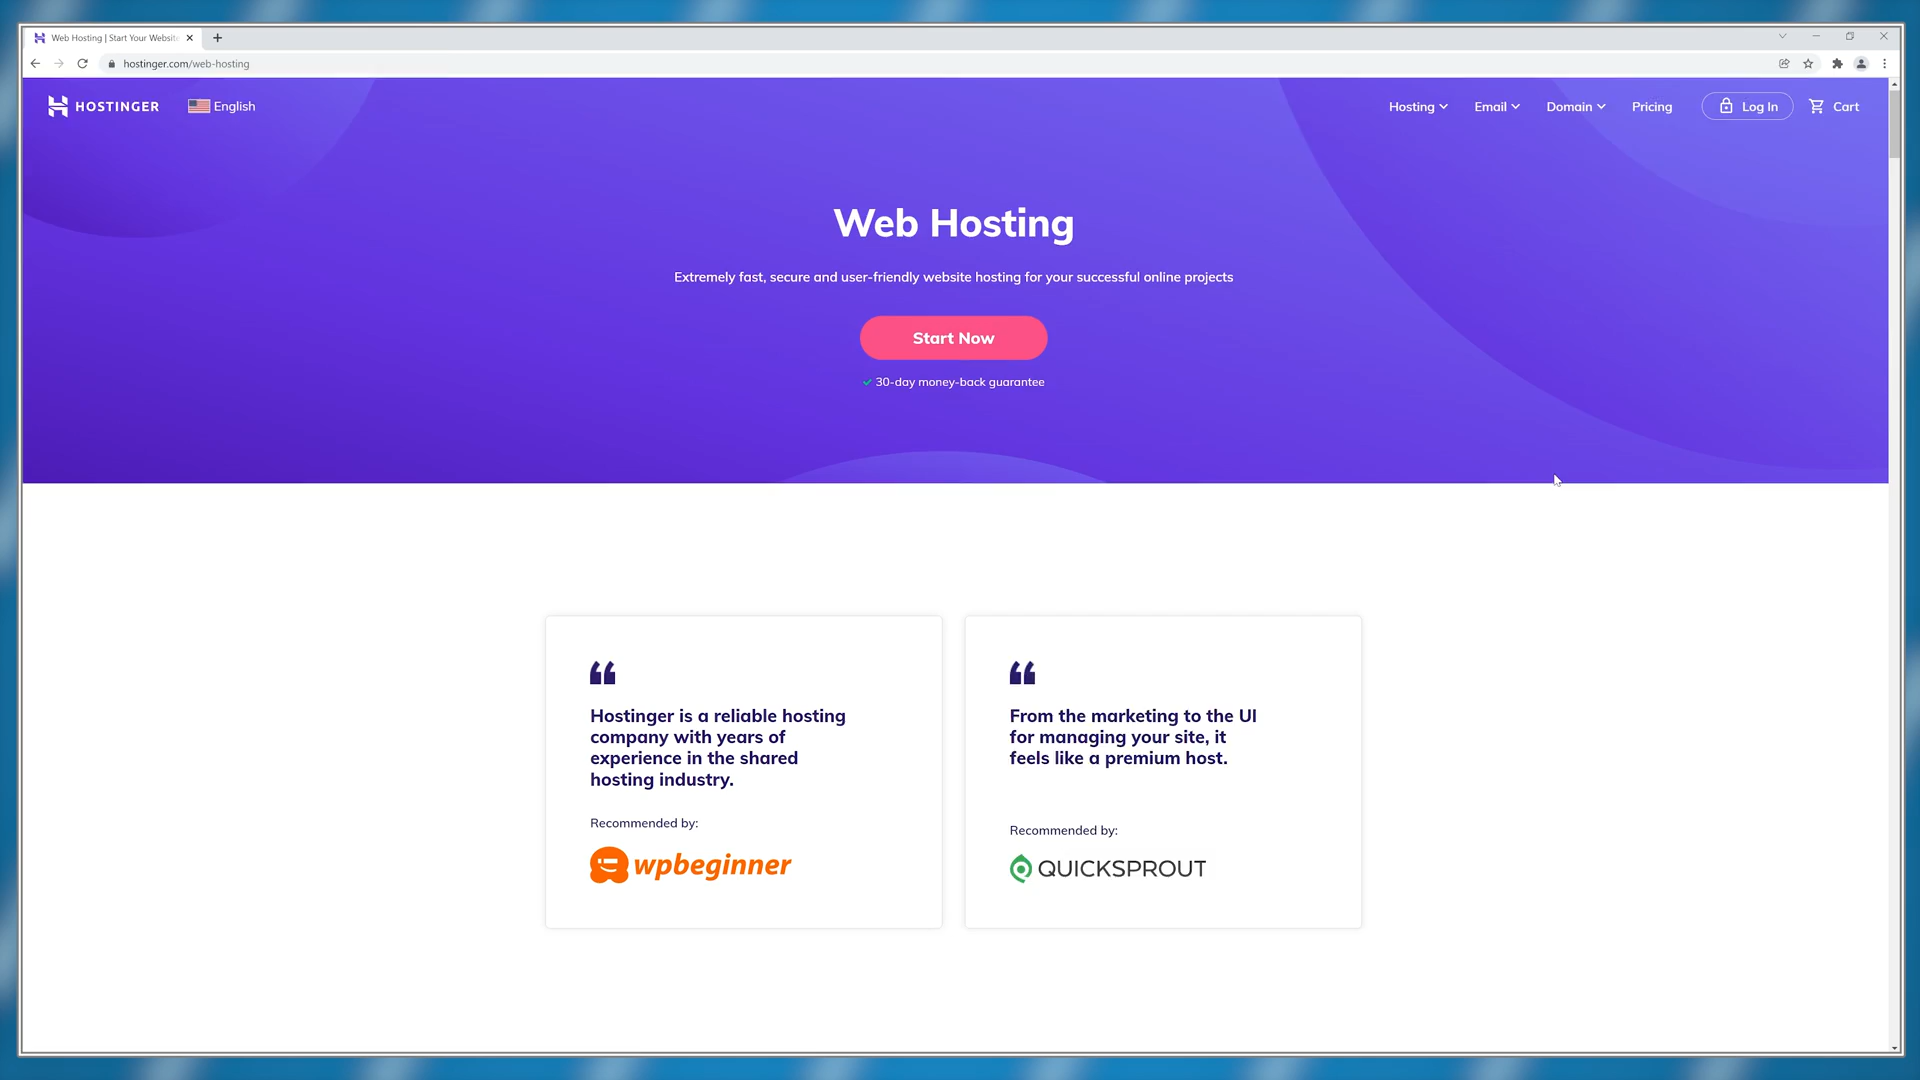 Web Hosting | Start Your Website
hostinger.com/web-hosting
HOSTINGER
English
Hosting
Email
Domain
Pricing
Log In
Cart
Web Hosting
Extremely fast, secure and user-friendly website hosting for your successful online projects
Start Now
30-day money-back guarantee
“
Hostinger is a reliable hosting
company with years of
experience in the shared
hosting industry.
Recommended by:
wpbeginner
“
From the marketing to the UI
for managing your site, it
feels like a premium host.
Recommended by:
QUICKSPROUT